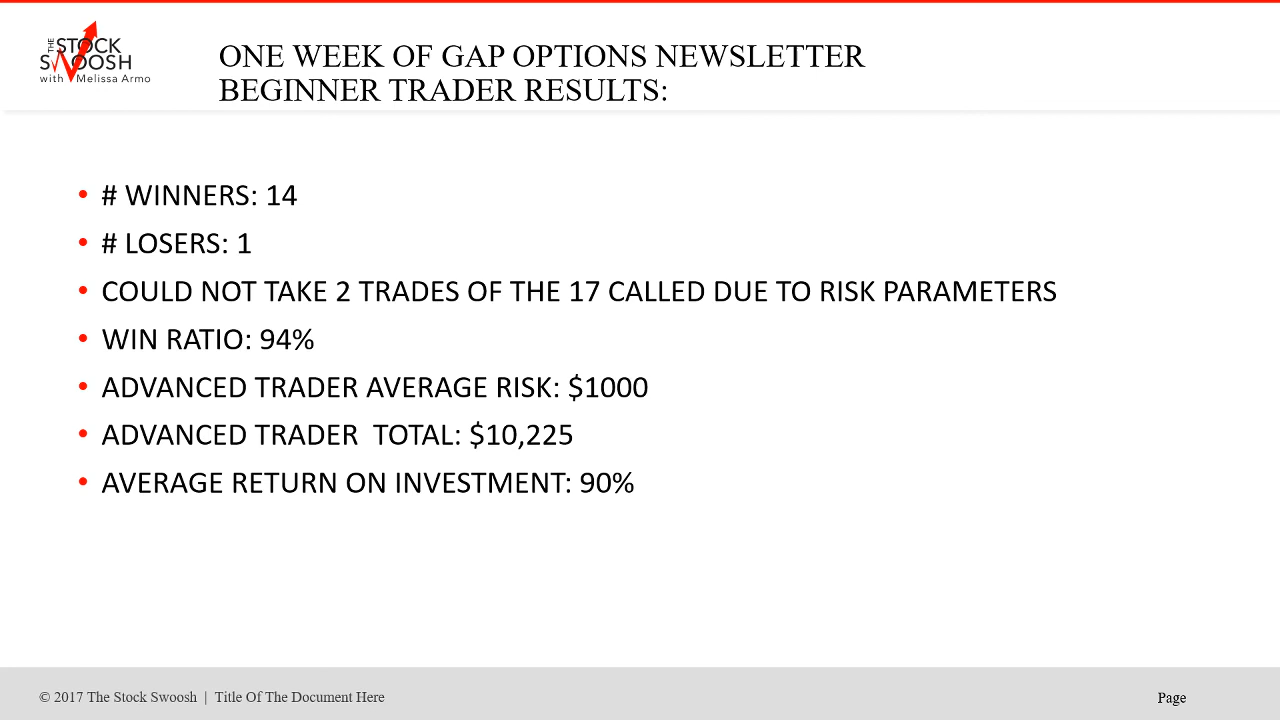 THE STOCK
SWOOSH
with Melissa Armo
ONE WEEK OF GAP OPTIONS NEWSLETTER
BEGINNER TRADER RESULTS:
• # WINNERS: 14
• # LOSERS: 1
• COULD NOT TAKE 2 TRADES OF THE 17 CALLED DUE TO RISK PARAMETERS
• WIN RATIO: 94%
• ADVANCED TRADER AVERAGE RISK: $1000
• ADVANCED TRADER  TOTAL: $10,225
• AVERAGE RETURN ON INVESTMENT: 90%
© 2017 The Stock Swoosh | Title Of The Document Here
Page